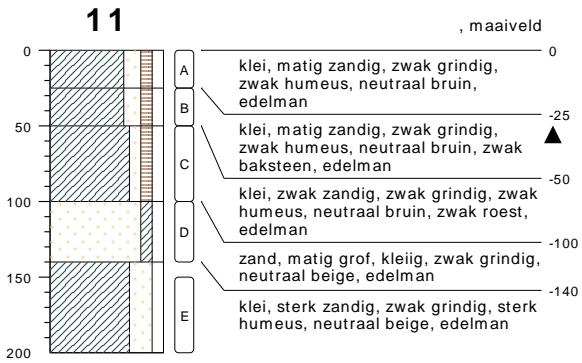 11
, maaiveld
0
A
klei, matig zandig, zwak grindig,
zwak humeus, neutraal bruin,
edelman
0
B
-25
50
klei, matig zandig, zwak grindig,
zwak humeus, neutraal bruin, zwak
baksteen, edelman
C
-50
klei, zwak zandig, zwak grindig, zwak
humeus, neutraal bruin, zwak roest,
edelman
100
D
-100
zand, matig grof, kleiig, zwak grindig,
neutraal beige, edelman
150
-140
E
klei, sterk zandig, zwak grindig, sterk
humeus, neutraal beige, edelman
200